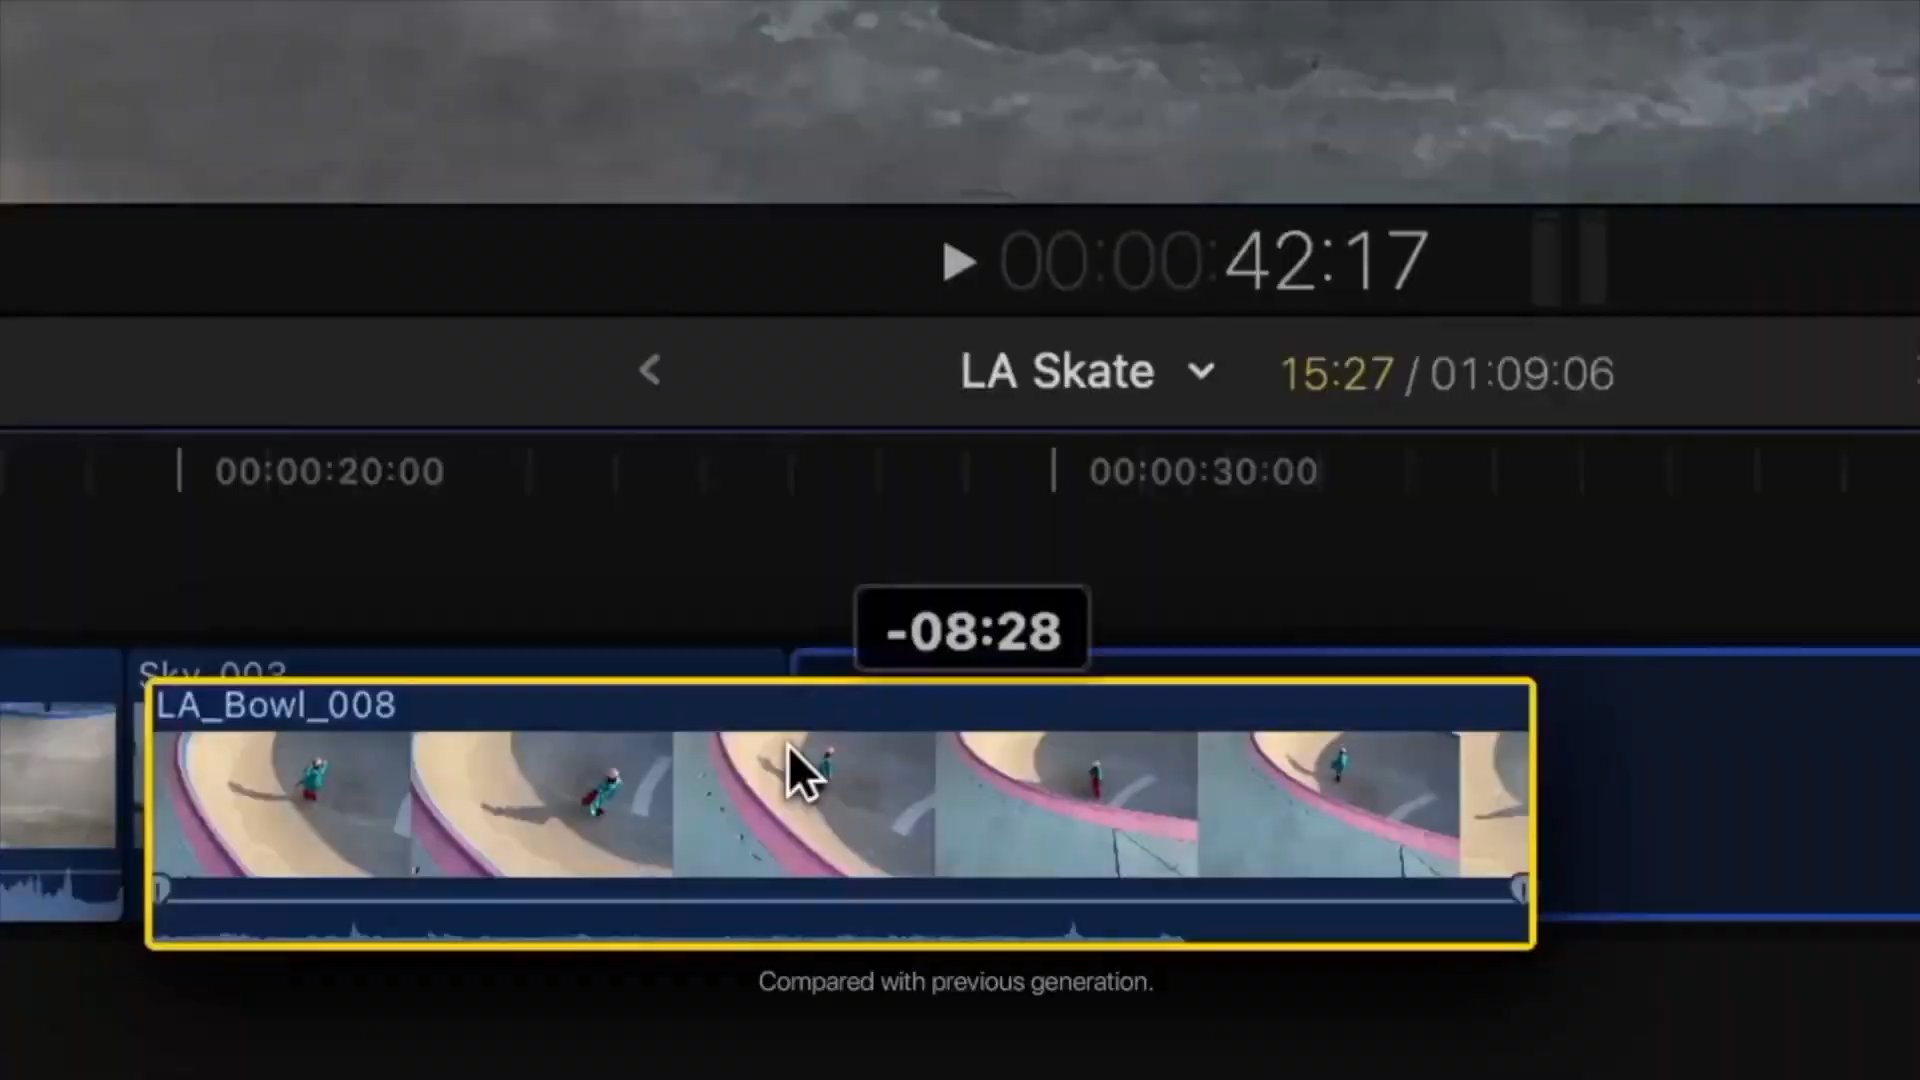 00:00:42:17
LA Skate 15:27 / 01:09:06
00:00:20:00 00:00:30:00
-08:28
Sky_003
LA_Bowl_008
Compared with previous generation.